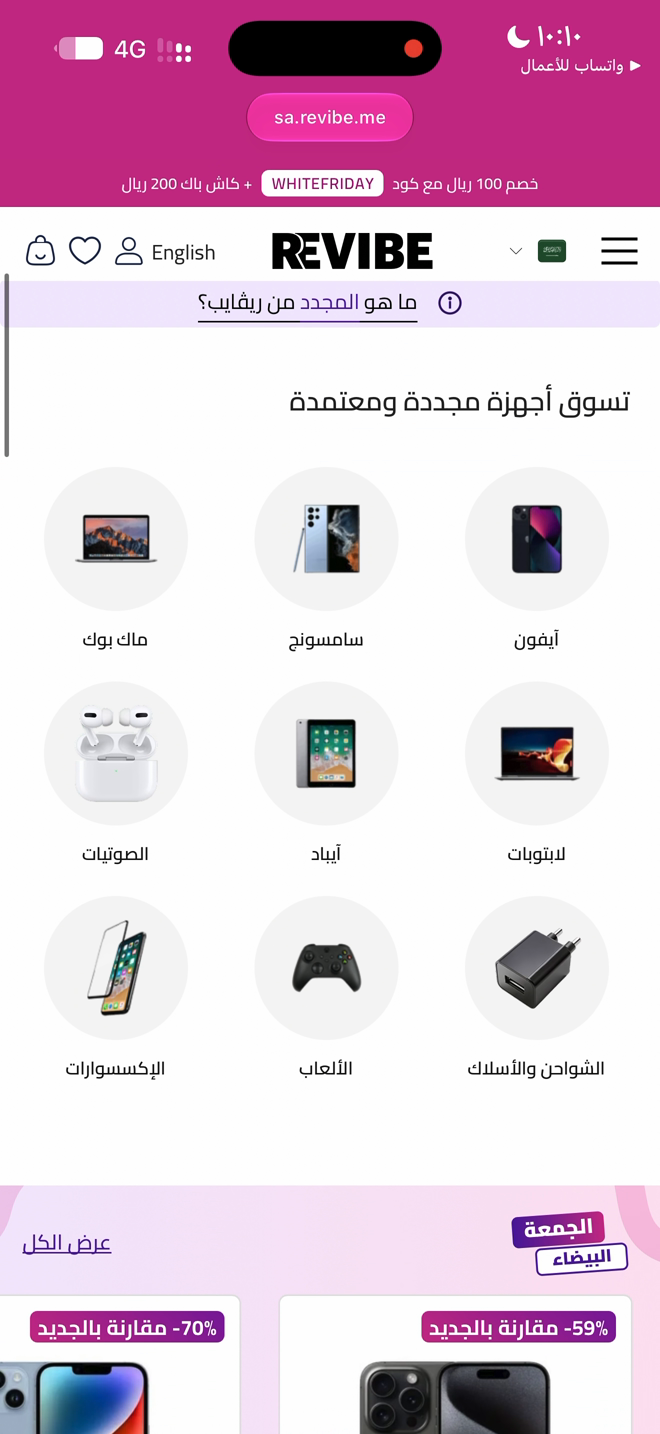 ١٠:١٠
4G
◀ واتساب للأعمال
sa.revibe.me
خصم 100 ريال مع كود WHITEFRIDAY + كاش باك 200 ريال
REVIBE
English
ما هو المجدد من ريڤايب؟
تسوق أجهزة مجددة ومعتمدة
آيفون
سامسونج
ماك بوك
لابتوبات
آيباد
الصوتيات
الشواحن والأسلاك
الألعاب
الإكسسوارات
الجمعة
البيضاء
عرض الكل
-59% مقارنة بالجديد
-70% مقارنة بالجديد